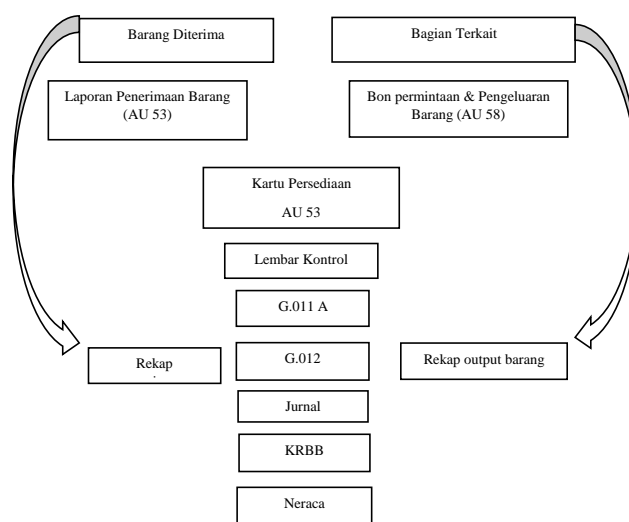 Barang Diterima
Bagian Terkait
Laporan Penerimaan Barang
(AU 53)
Bon permintaan & Pengeluaran
Barang (AU 58)
Kartu Persediaan
AU 53
Lembar Kontrol
G.011 A
Rekap
G.012
Rekap output barang
Jurnal
KRBB
Neraca